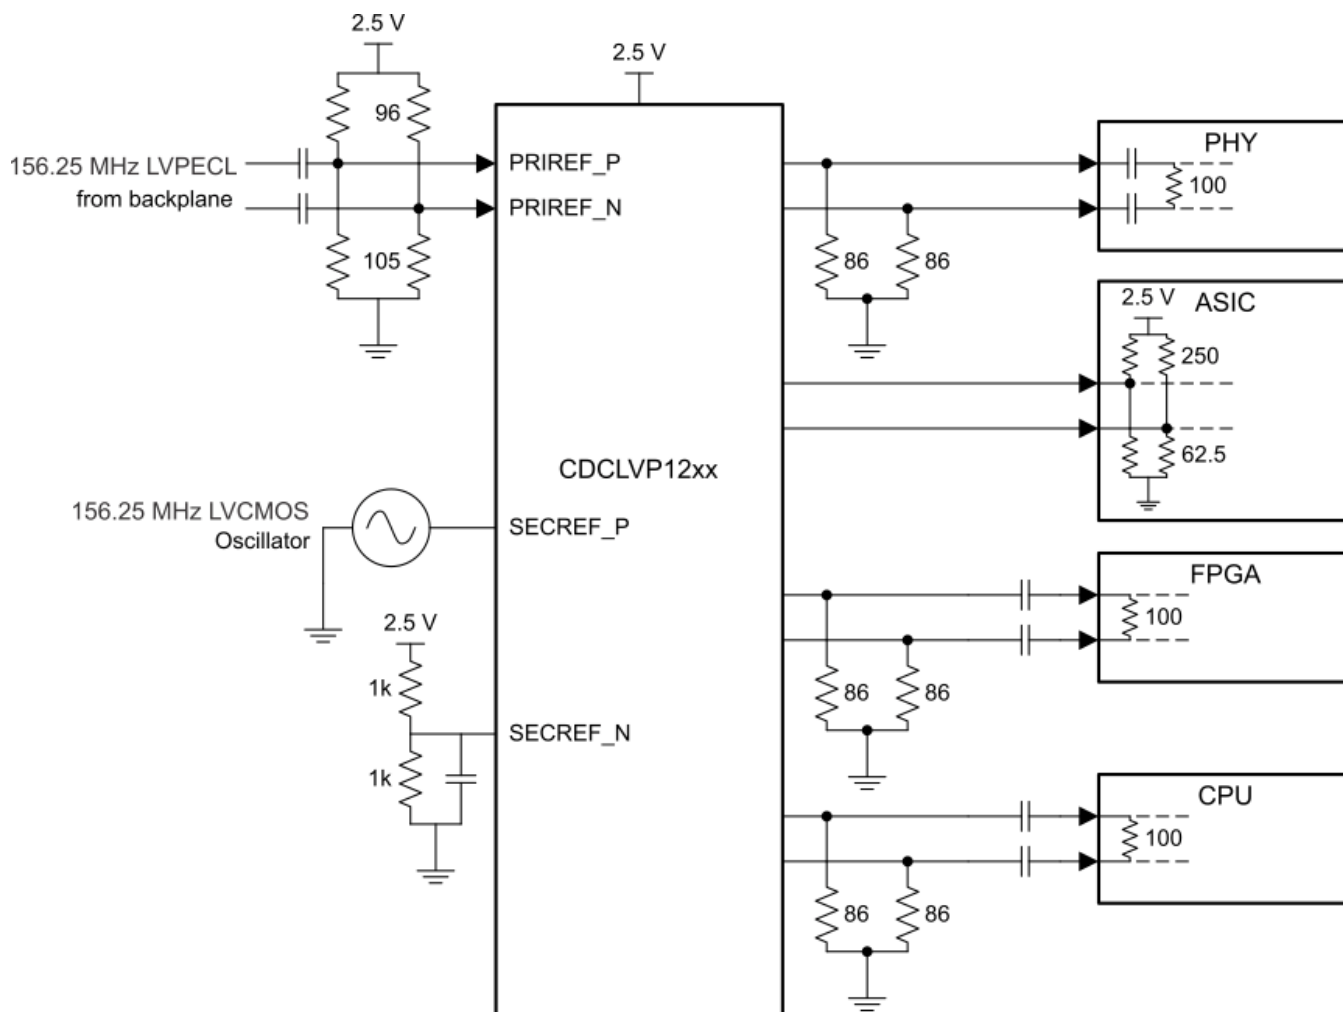 2.5 V
96
156.25 MHz LVPECL
from backplane
105
2.5 V
PRIREF_P
PRIREF_N
CDCLVP12xx
156.25 MHz LVCMOS
Oscillator
SECREF_P
2.5 V
1k
SECREF_N
1k
PHY
100
86
86
ASIC
2.5 V
250
62.5
FPGA
100
86
86
CPU
100
86
86